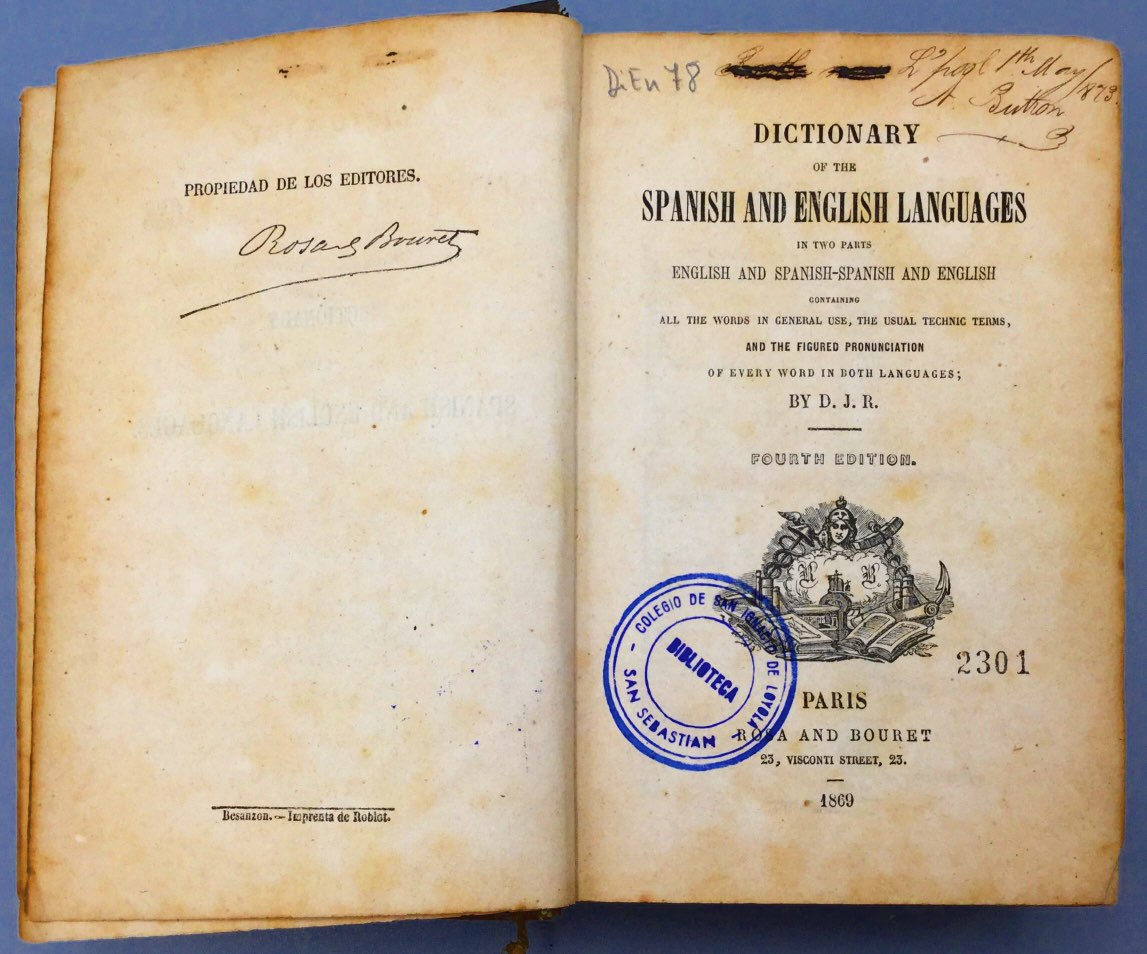 PROPIEDAD DE LOS EDITORES.
Rosa y Bouret
Besanzon.—Imprenta de Roblot.
DiEn 78
L'pool 1th May/1873.
A. Butron
DICTIONARY
OF THE
SPANISH AND ENGLISH LANGUAGES
IN TWO PARTS
ENGLISH AND SPANISH-SPANISH AND ENGLISH
CONTAINING
ALL THE WORDS IN GENERAL USE, THE USUAL TECHNIC TERMS,
AND THE FIGURED PRONUNCIATION
OF EVERY WORD IN BOTH LANGUAGES;
BY D. J. R.
FOURTH EDITION.
COLEGIO DE SAN IGNACIO DE LOYOLA
BIBLIOTECA
- SAN SEBASTIAN -
2301
PARIS
ROSA AND BOURET
23, VISCONTI STREET, 23.
1869